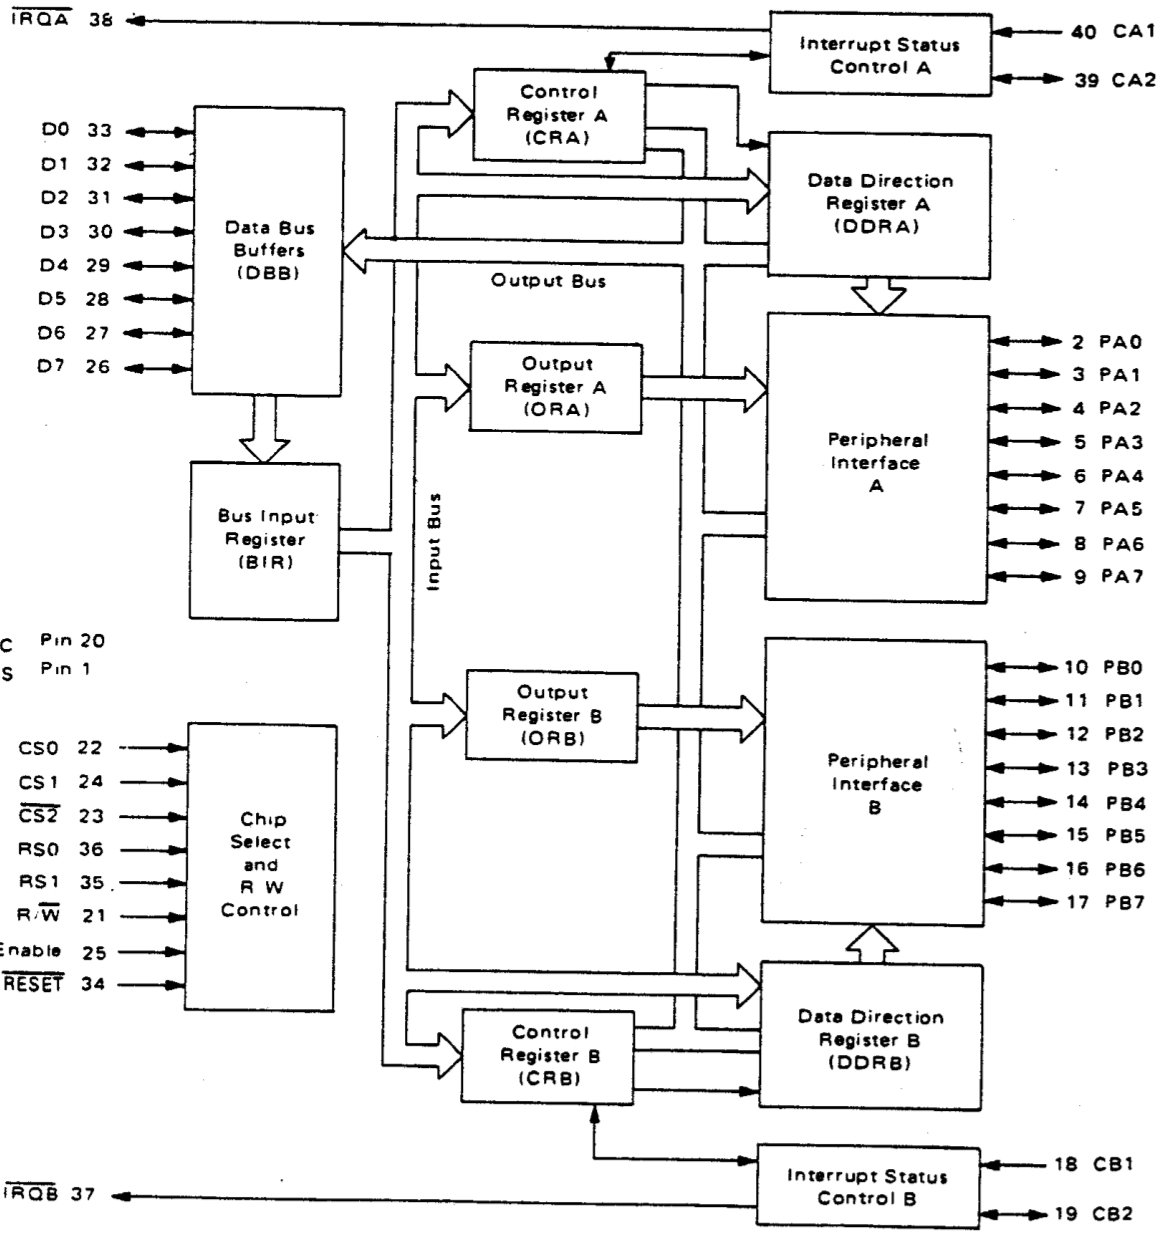 IRQA 38
Interrupt Status
Control A
40 CA1
39 CA2
Control
Register A
(CRA)
D0 33
D1 32
D2 31
D3 30
D4 29
D5 28
D6 27
D7 26
Data Bus
Buffers
(DBB)
Data Direction
Register A
(DDRA)
Output Bus
Output
Register A
(ORA)
Peripheral
Interface
A
2 PA0
3 PA1
4 PA2
5 PA3
6 PA4
7 PA5
8 PA6
9 PA7
Bus Input
Register
(BIR)
Input Bus
C Pin 20
S Pin 1
Output
Register B
(ORB)
Peripheral
Interface
B
10 PB0
11 PB1
12 PB2
13 PB3
14 PB4
15 PB5
16 PB6
17 PB7
CS0 22
CS1 24
CS2 23
RS0 36
RS1 35
R/W 21
Enable 25
RESET 34
Chip
Select
and
R W
Control
Control
Register B
(CRB)
Data Direction
Register B
(DDRB)
Interrupt Status
Control B
18 CB1
19 CB2
IRQB 37